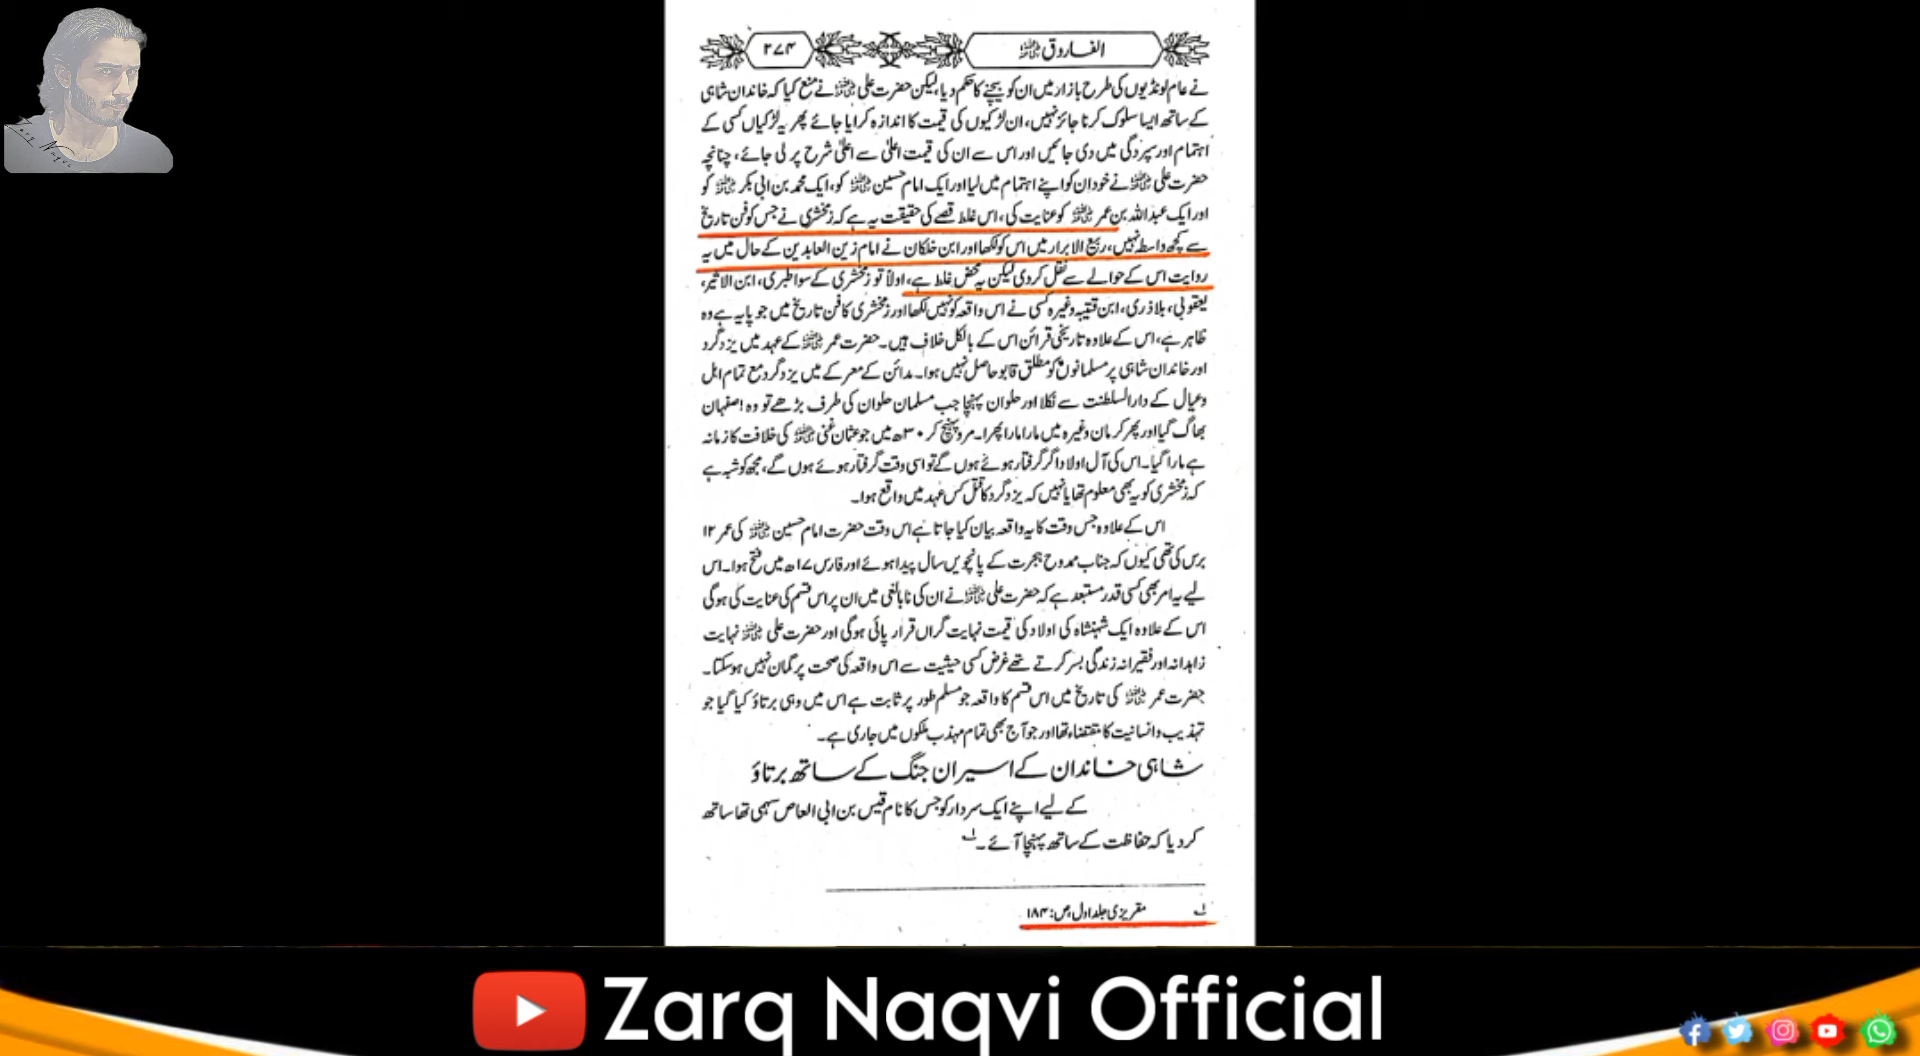 Zarq Naqvi
الفاروق ؓ
۲۷۴
نے عام لونڈیوں کی طرح بازار میں ان کو بیچنے کا حکم دیا، لیکن حضرت علی ؓ نے منع کیا کہ خاندان شاہی
کے ساتھ ایسا سلوک کرنا جائز نہیں، ان لڑکیوں کی قیمت کا اندازہ کرایا جائے پھر یہ لڑکیاں کسی کے
اہتمام اور سپردگی میں دی جائیں اور اس سے ان کی قیمت اعلیٰ سے اعلیٰ شرح پر لی جائے، چنانچہ
حضرت علی ؓ نے خود ان کو اپنے اہتمام میں لیا اور ایک امام حسین ؓ کو، ایک محمد بن ابی بکر ؓ کو
اور ایک عبداللہ بن عمر ؓ کو عنایت کی، اس غلط قصے کی حقیقت یہ ہے کہ زمخشری نے جس کو فن تاریخ
سے کچھ واسطہ نہیں، ربیع الابرار میں اس کو لکھا اور ابن خلکان نے امام زین العابدین کے حال میں یہ
روایت اس کے حوالے سے نقل کر دی لیکن یہ محض غلط ہے، اولاً تو زمخشری کے سوا طبری، ابن الاثیر،
یعقوبی، بلاذری، ابن قتیبہ وغیرہ کسی نے اس واقعہ کو نہیں لکھا اور زمخشری کا فن تاریخ میں جو پایہ ہے وہ
ظاہر ہے، اس کے علاوہ تاریخی قرائن اس کے بالکل خلاف ہیں۔ حضرت عمر ؓ کے عہد میں یزدگرد
اور خاندان شاہی پر مسلمانوں کو مطلق قابو حاصل نہیں ہوا۔ مدائن کے معرکے میں یزدگرد مع تمام اہل
وعیال کے دارالسلطنت سے نکلا اور حلوان پہنچا جب مسلمان حلوان کی طرف بڑھے تو وہ اصفہان
بھاگ گیا اور پھر کرمان وغیرہ میں مارا مارا پھرا۔ مرو پہنچ کر ۳۰ھ میں جو عثمان غنی ؓ کی خلافت کا زمانہ
ہے مارا گیا۔ اس کی آل اولاد اگر گرفتار ہوئے ہوں گے تو اسی وقت گرفتار ہوئے ہوں گے، مجھ کو شبہ ہے
کہ زمخشری کو یہ بھی معلوم تھا یا نہیں کہ یزدگرد کا قتل کس عہد میں واقع ہوا۔
اس کے علاوہ جس وقت کا یہ واقعہ بیان کیا جاتا ہے اس وقت حضرت امام حسین ؓ کی عمر ۱۲
برس کی تھی کیوں کہ جناب ممدوح ہجرت کے پانچویں سال پیدا ہوئے اور فارس ۱۷ھ میں فتح ہوا۔ اس
لیے یہ امر بھی کسی قدر مستبعد ہے کہ حضرت علی ؓ نے ان کی نابالغی میں ان پر اس قسم کی عنایت کی ہوگی
اس کے علاوہ ایک شہنشاہ کی اولاد کی قیمت نہایت گراں قرار پائی ہوگی اور حضرت علی ؓ نہایت
زاہدانہ اور فقیرانہ زندگی بسر کرتے تھے غرض کسی حیثیت سے اس واقعہ کی صحت پر گمان نہیں ہوسکتا۔
حضرت عمر ؓ کی تاریخ میں اس قسم کا واقعہ جو مسلم طور پر ثابت ہے اس میں وہی برتاؤ کیا گیا جو
تہذیب و انسانیت کا مقتضاء تھا اور جو آج بھی تمام مہذب ملکوں میں جاری ہے۔
شاہی خاندان کے اسیران جنگ کے ساتھ برتاؤ
کے لیے اپنے ایک سردار کو جس کا نام قیس بن ابی العاص سہمی تھا ساتھ
کر دیا کہ حفاظت کے ساتھ پہنچا آئے۔ ؎۱
؎۱ مقریزی جلد اول، ص: ۱۸۴
Zarq Naqvi Official